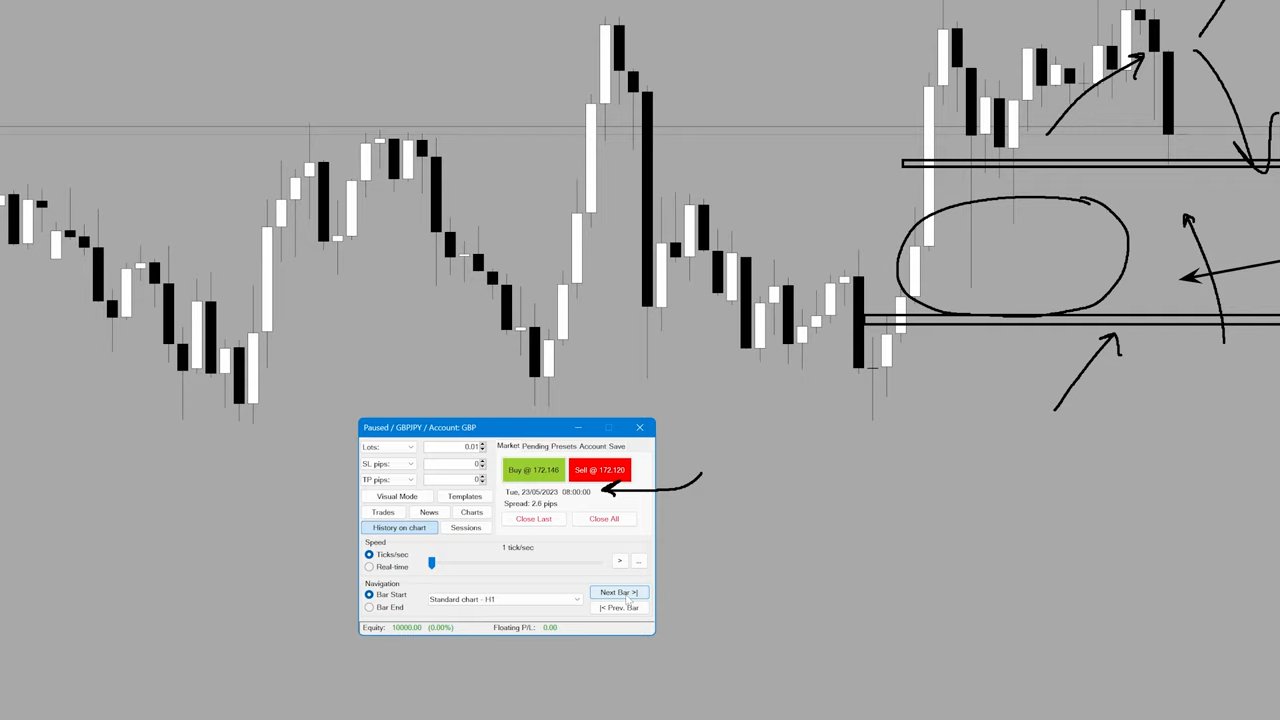 Paused / GBPJPY / Account: GBP
Lots: 0.01
Market Pending Presets Account Save
SL pips: 0
Buy @ 172.146 Sell @ 172.120
TP pips: 0
Tue, 23/05/2023 08:00:00
Visual Mode Templates
Spread: 2.6 pips
Trades News Charts
Close Last Close All
History on chart Sessions
Speed
1 tick/sec
Ticks/sec
> ...
Real-time
Navigation
Bar Start
Standard chart - H1
Next Bar >|
Bar End
|< Prev. Bar
Equity: 10000.00 (0.00%) Floating P/L: 0.00